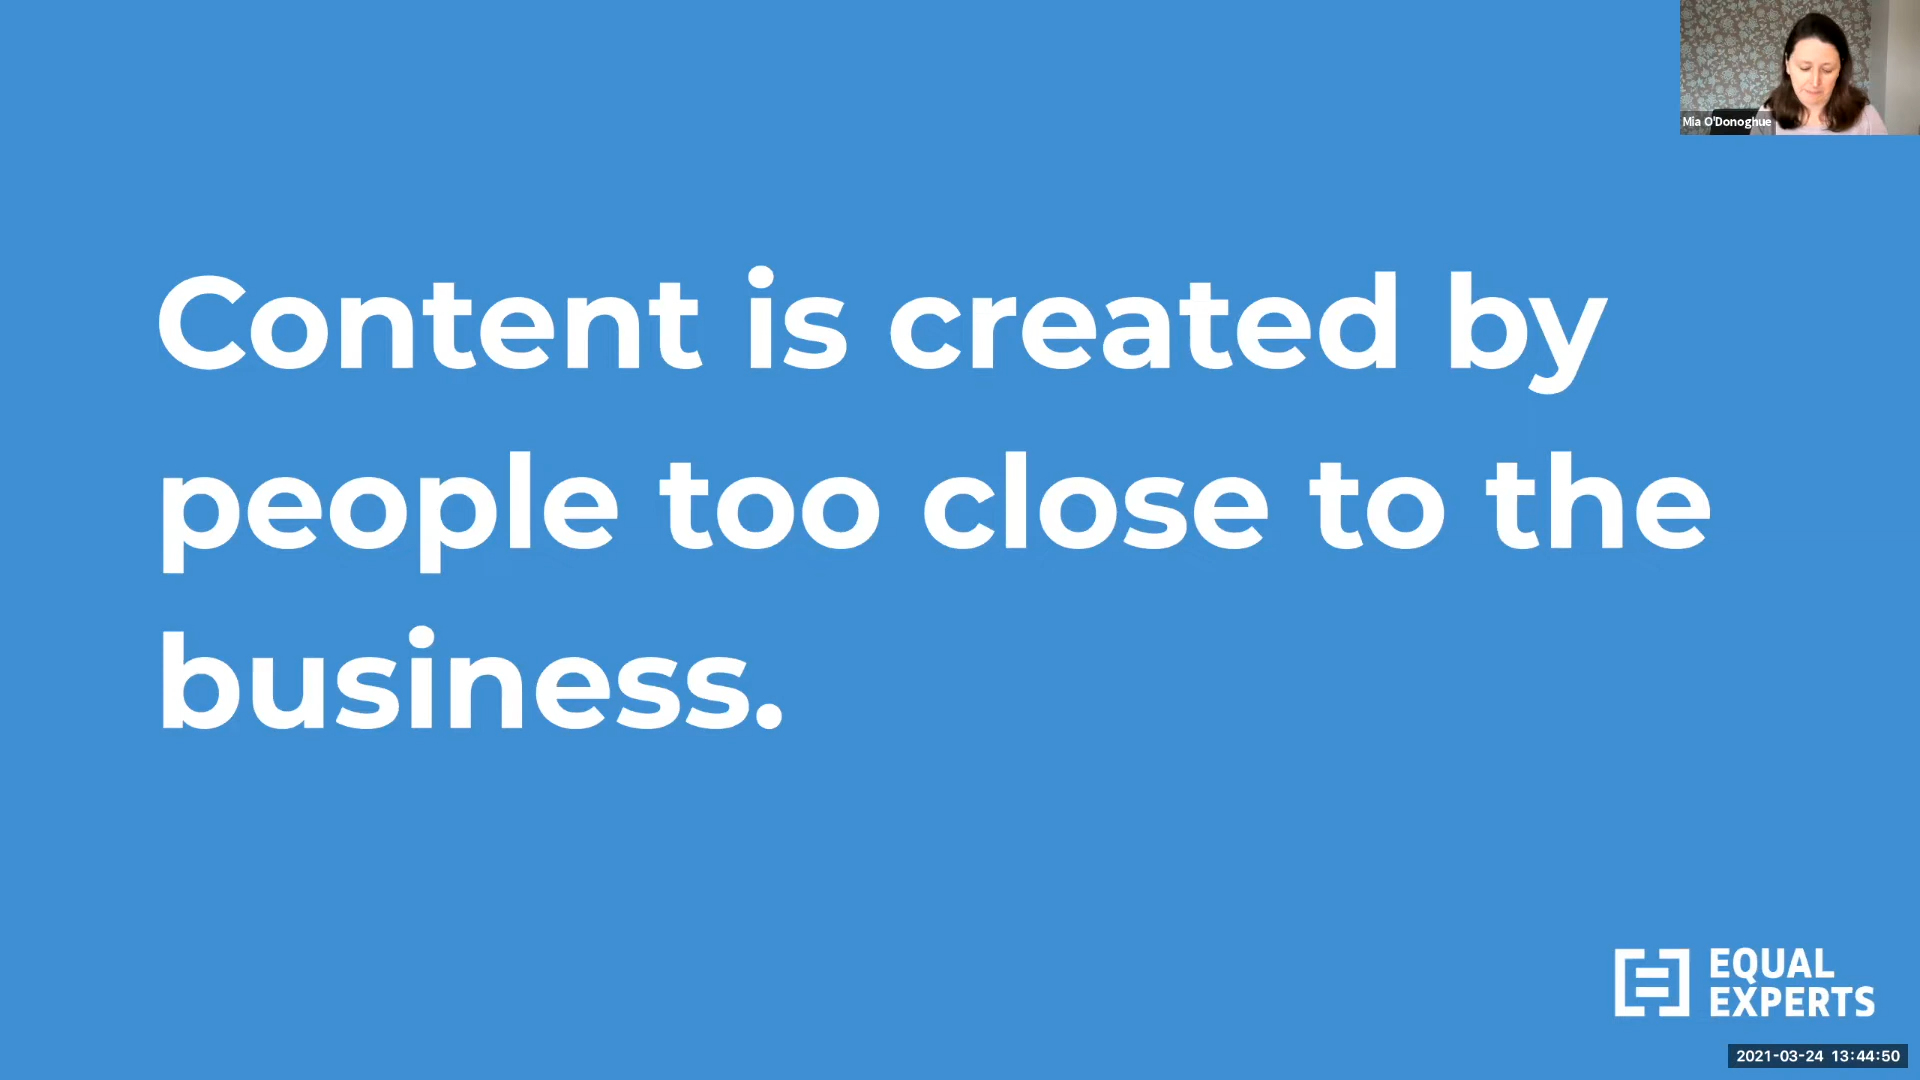 Mia O'Donoghue
Content is created by
people too close to the
business.
EQUAL
EXPERTS
2021-03-24 13:44:50